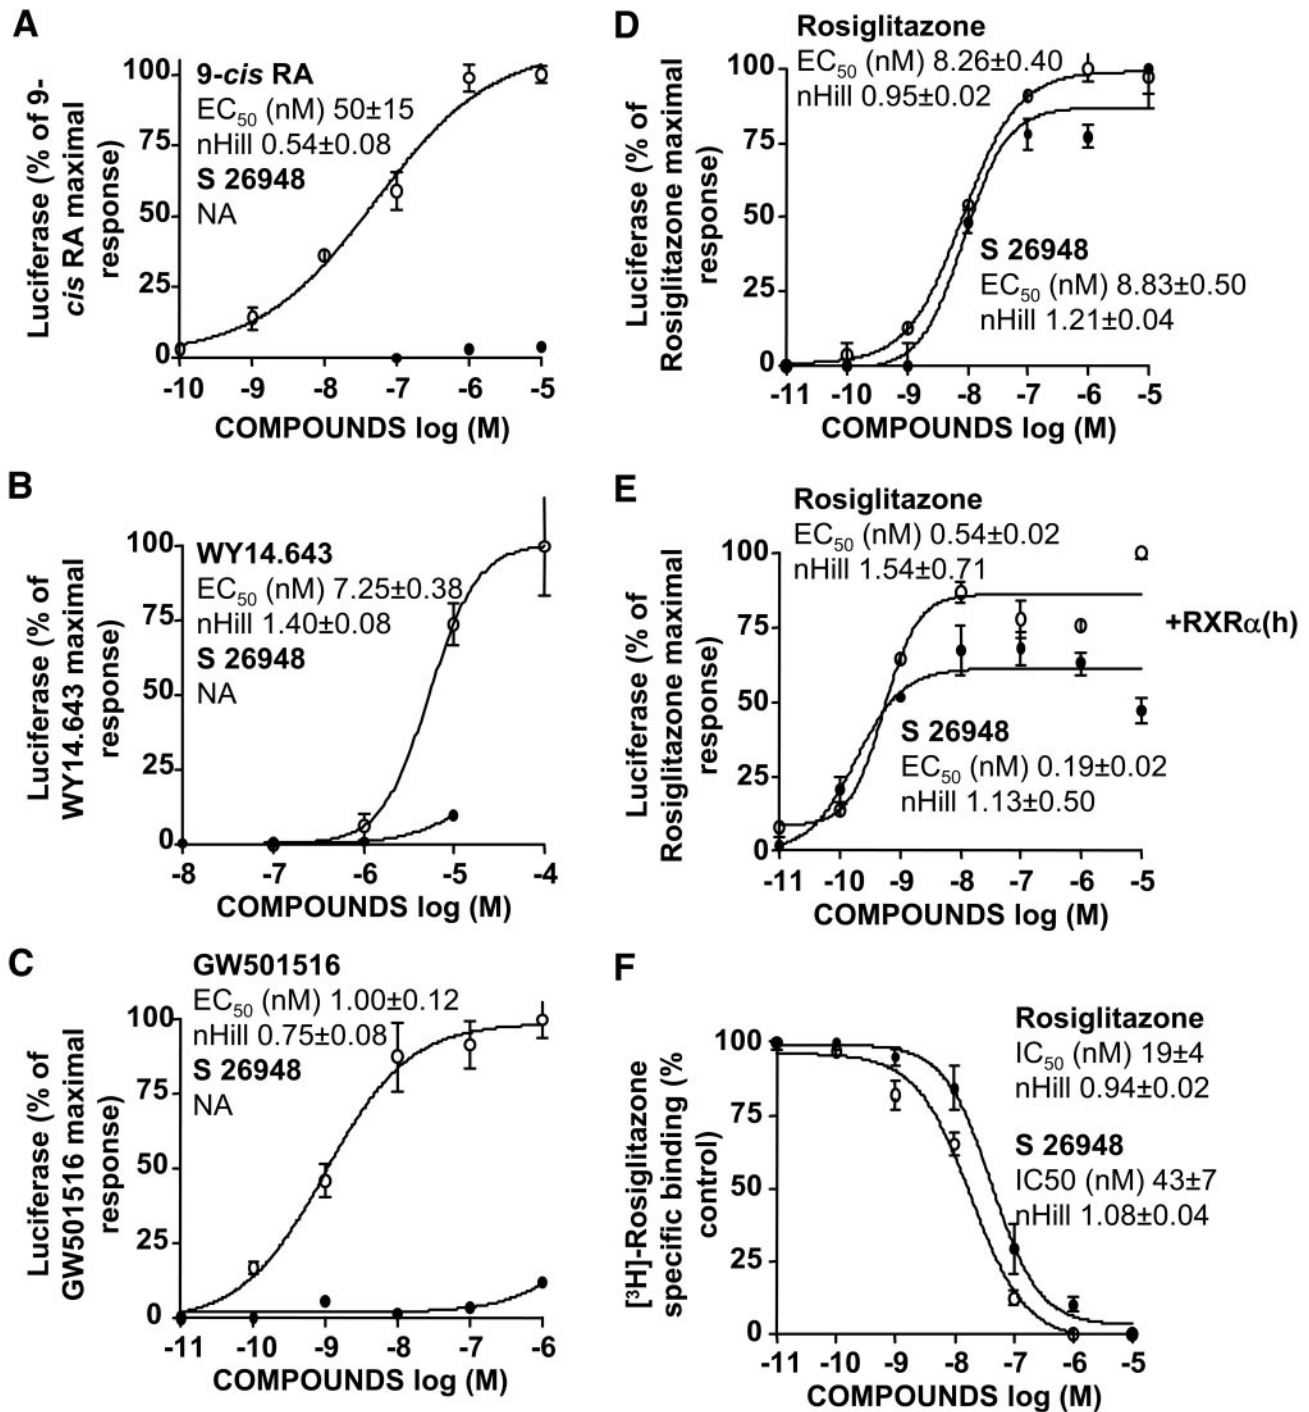 A
Luciferase (% of 9-
cis RA maximal
response)
100
75
50
25
0
9-cis RA
EC50 (nM) 50±15
nHill 0.54±0.08
S 26948
NA
-10 -9 -8 -7 -6 -5
COMPOUNDS log (M)
B
Luciferase (% of
WY14.643 maximal
response)
100
75
50
25
0
WY14.643
EC50 (nM) 7.25±0.38
nHill 1.40±0.08
S 26948
NA
-8 -7 -6 -5 -4
COMPOUNDS log (M)
C
Luciferase (% of
GW501516 maximal
response)
100
75
50
25
0
GW501516
EC50 (nM) 1.00±0.12
nHill 0.75±0.08
S 26948
NA
-11 -10 -9 -8 -7 -6
COMPOUNDS log (M)
D
Luciferase (% of
Rosiglitazone maximal
response)
100
75
50
25
0
Rosiglitazone
EC50 (nM) 8.26±0.40
nHill 0.95±0.02
S 26948
EC50 (nM) 8.83±0.50
nHill 1.21±0.04
-11 -10 -9 -8 -7 -6 -5
COMPOUNDS log (M)
E
Luciferase (% of
Rosiglitazone maximal
response)
100
75
50
25
0
Rosiglitazone
EC50 (nM) 0.54±0.02
nHill 1.54±0.71
+RXRα(h)
S 26948
EC50 (nM) 0.19±0.02
nHill 1.13±0.50
-11 -10 -9 -8 -7 -6 -5
COMPOUNDS log (M)
F
[3H]-Rosiglitazone
specific binding (%
control)
100
75
50
25
0
Rosiglitazone
IC50 (nM) 19±4
nHill 0.94±0.02
S 26948
IC50 (nM) 43±7
nHill 1.08±0.04
-11 -10 -9 -8 -7 -6 -5
COMPOUNDS log (M)